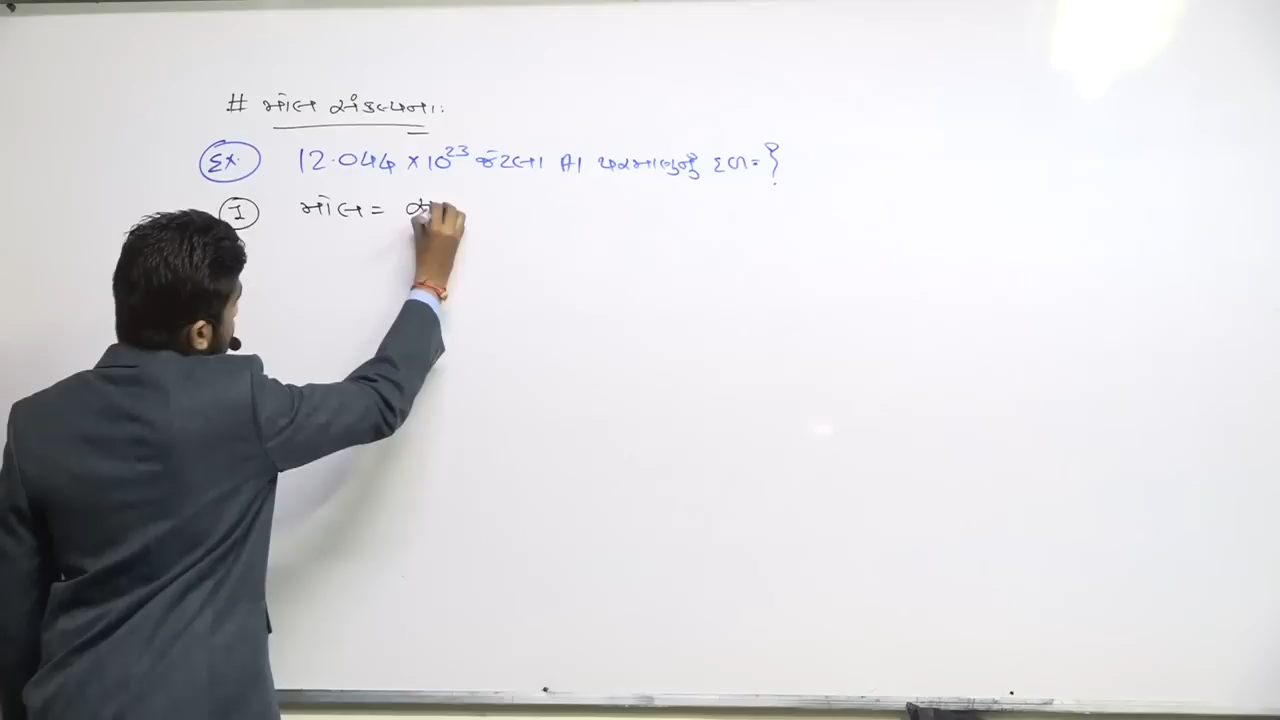 # મોલ સંકલ્પના:
Ex. 12.044 × 10²³ જેટલા Al પરમાણુનું દળ = ?
I મોલ =